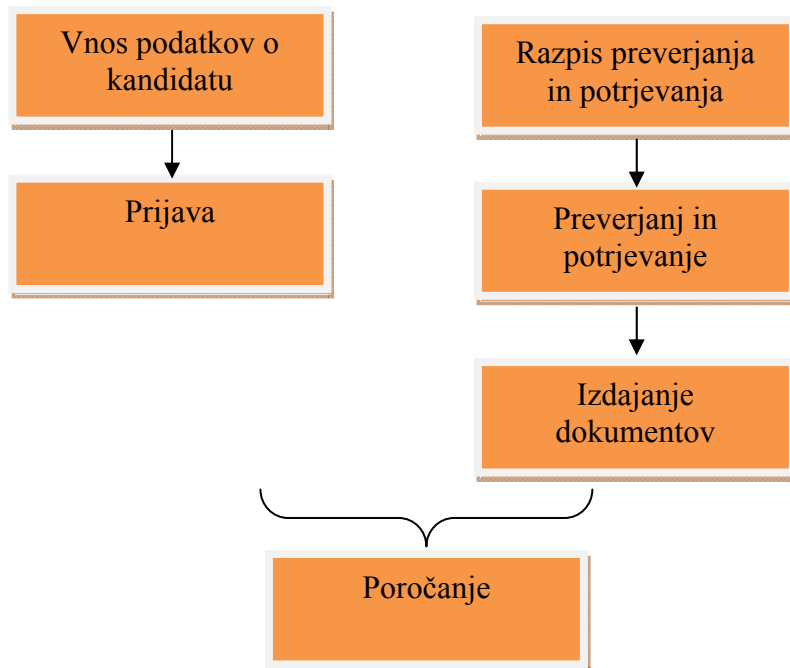 Vnos podatkov o
kandidatu
Prijava
Razpis preverjanja
in potrjevanja
Preverjanj in
potrjevanje
Izdajanje
dokumentov
Poročanje